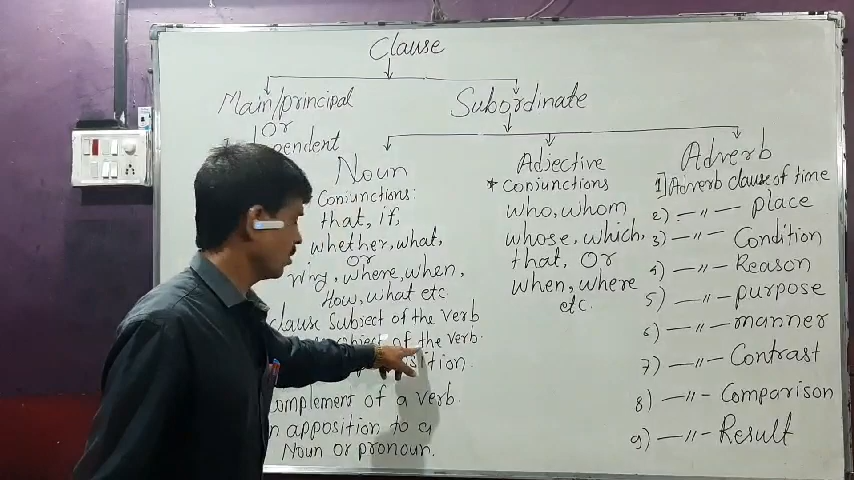 Clause
Main/principal
Or
pendent
Subordinate
Noun
Conjunctions:
that, if,
whether, what,
OR
why, where, when,
How, what etc
clause Subject of the verb
object of the verb.
sition
complement of a verb.
n apposition to a
Noun or pronoun.
Adjective
* Conjunctions
who, whom
whose, which,
that, OR
when, where
etc.
Adverb
1] Adverb clause of time
2) — 〃 — place
3) — 〃 — Condition
4) — 〃 — Reason
5) — 〃 — purpose
6) — 〃 — manner
7) — 〃 — Contrast
8) — 〃 — Comparison
9) — 〃 — Result